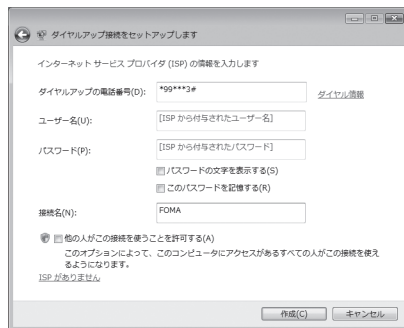 ダイヤルアップ接続をセットアップします
インターネット サービス プロバイダ (ISP) の情報を入力します
ダイヤルアップの電話番号(D):
*99***3#
ダイヤル情報
ユーザー名(U):
[ISP から付与されたユーザー名]
パスワード(P):
[ISP から付与されたパスワード]
パスワードの文字を表示する(S)
このパスワードを記憶する(R)
接続名(N):
FOMA
他の人がこの接続を使うことを許可する(A)
このオプションによって、このコンピュータにアクセスがあるすべての人がこの接続を使え
るようになります。
ISP がありません
作成(C)
キャンセル